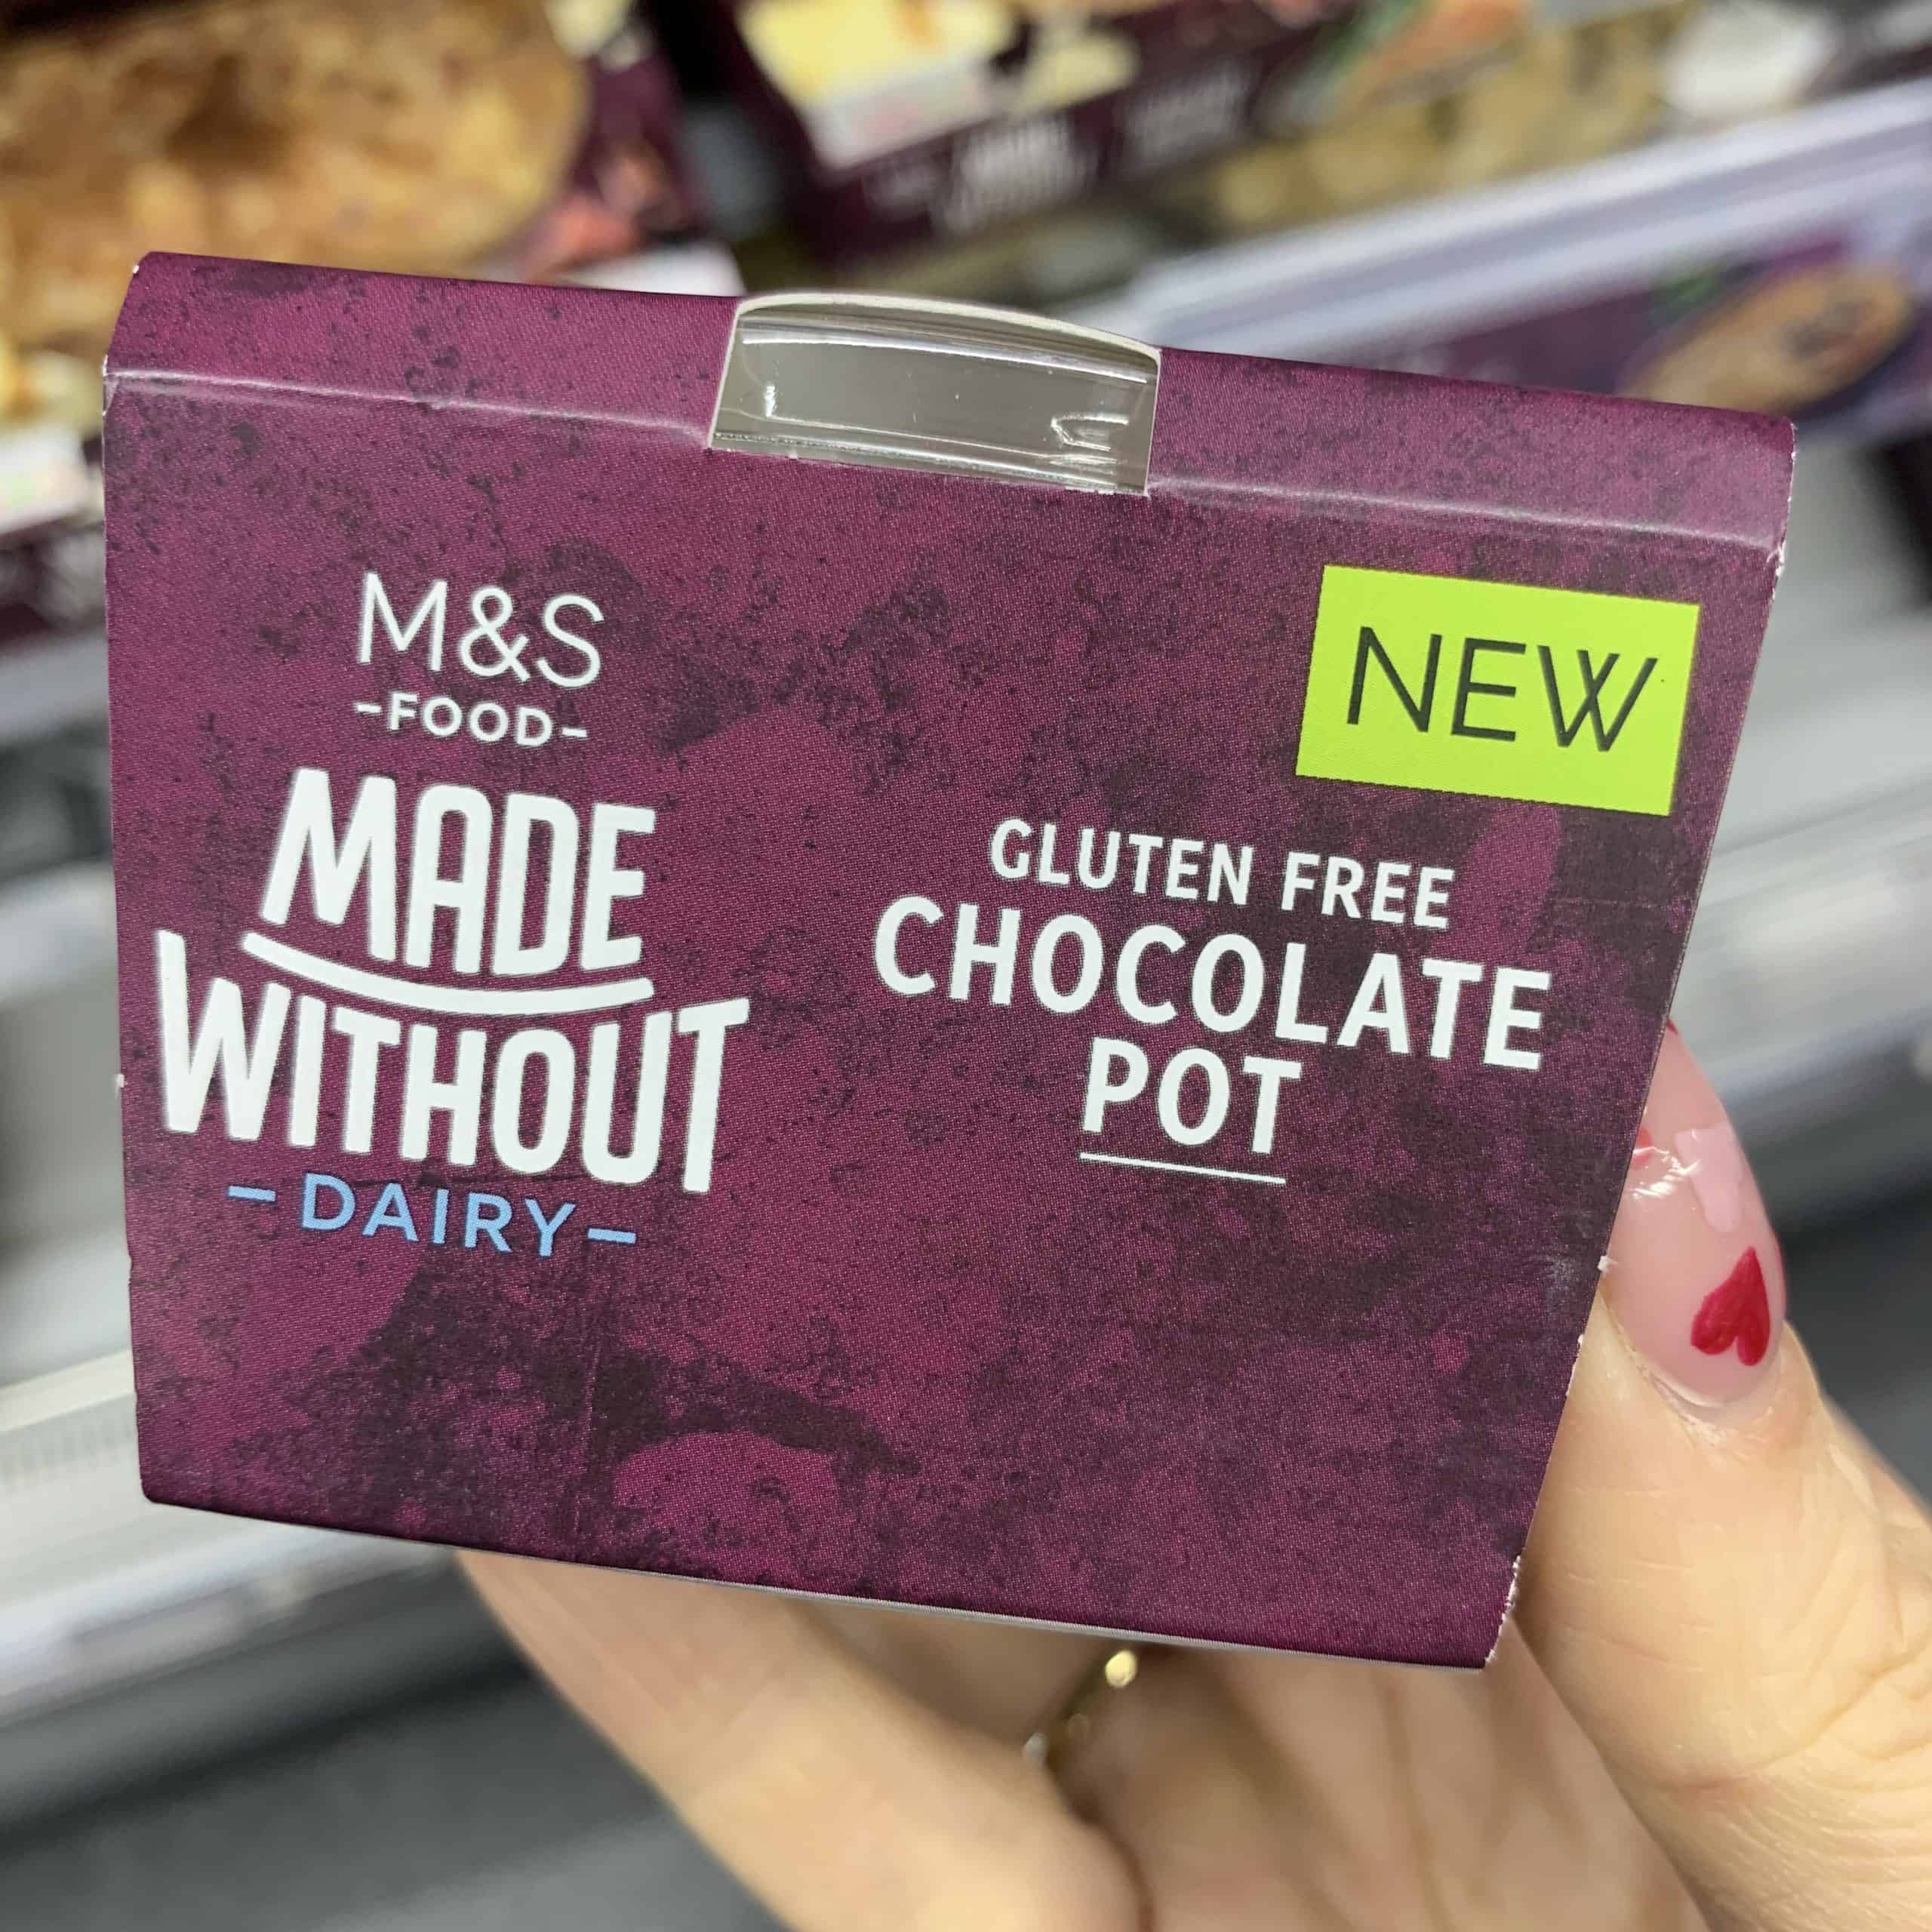 M&S
-FOOD-
MADE
WITHOUT
-DAIRY-
NEW
GLUTEN FREE
CHOCOLATE
POT